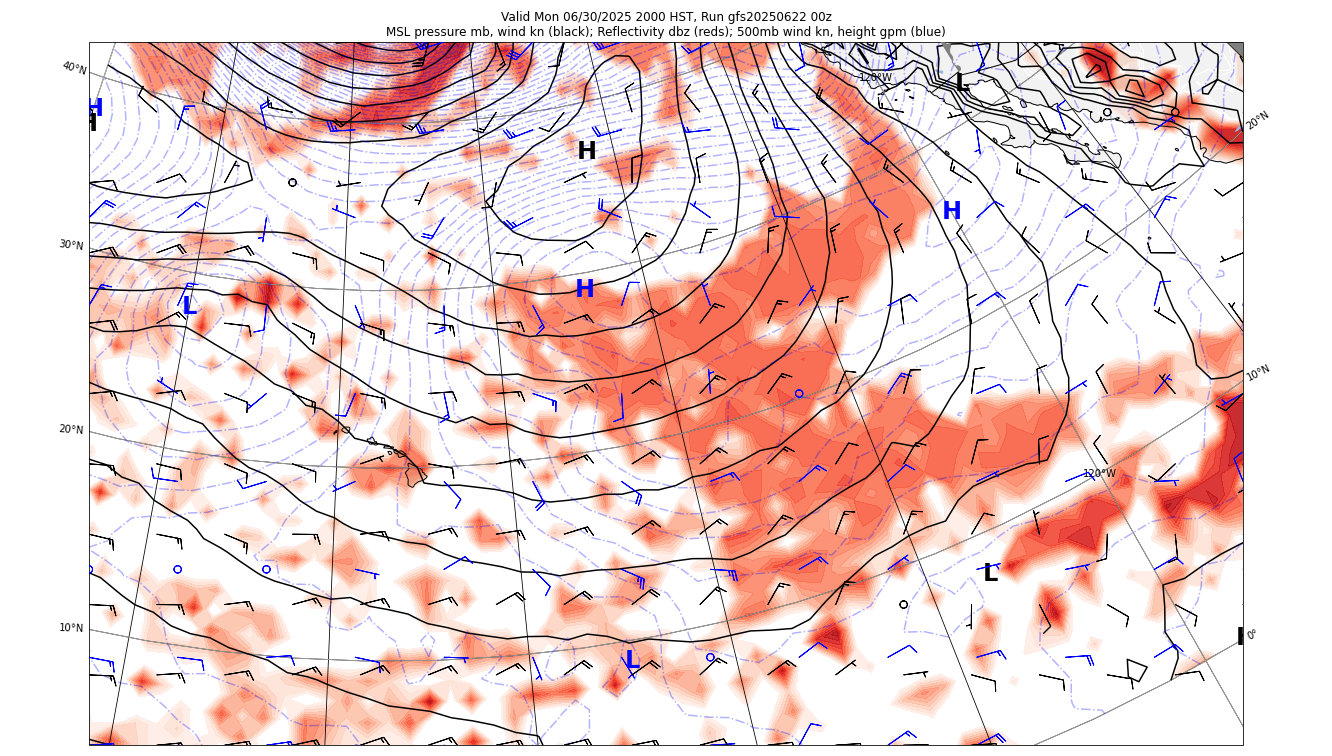 Valid Mon 06/30/2025 2000 HST, Run gfs20250622 00z
MSL pressure mb, wind kn (black); Reflectivity dbz (reds); 500mb wind kn, height gpm (blue)
40°N
120°W
L
H
H
20°N
H
H
30°N
H
L
10°N
20°N
120°W
L
10°N
0°
L